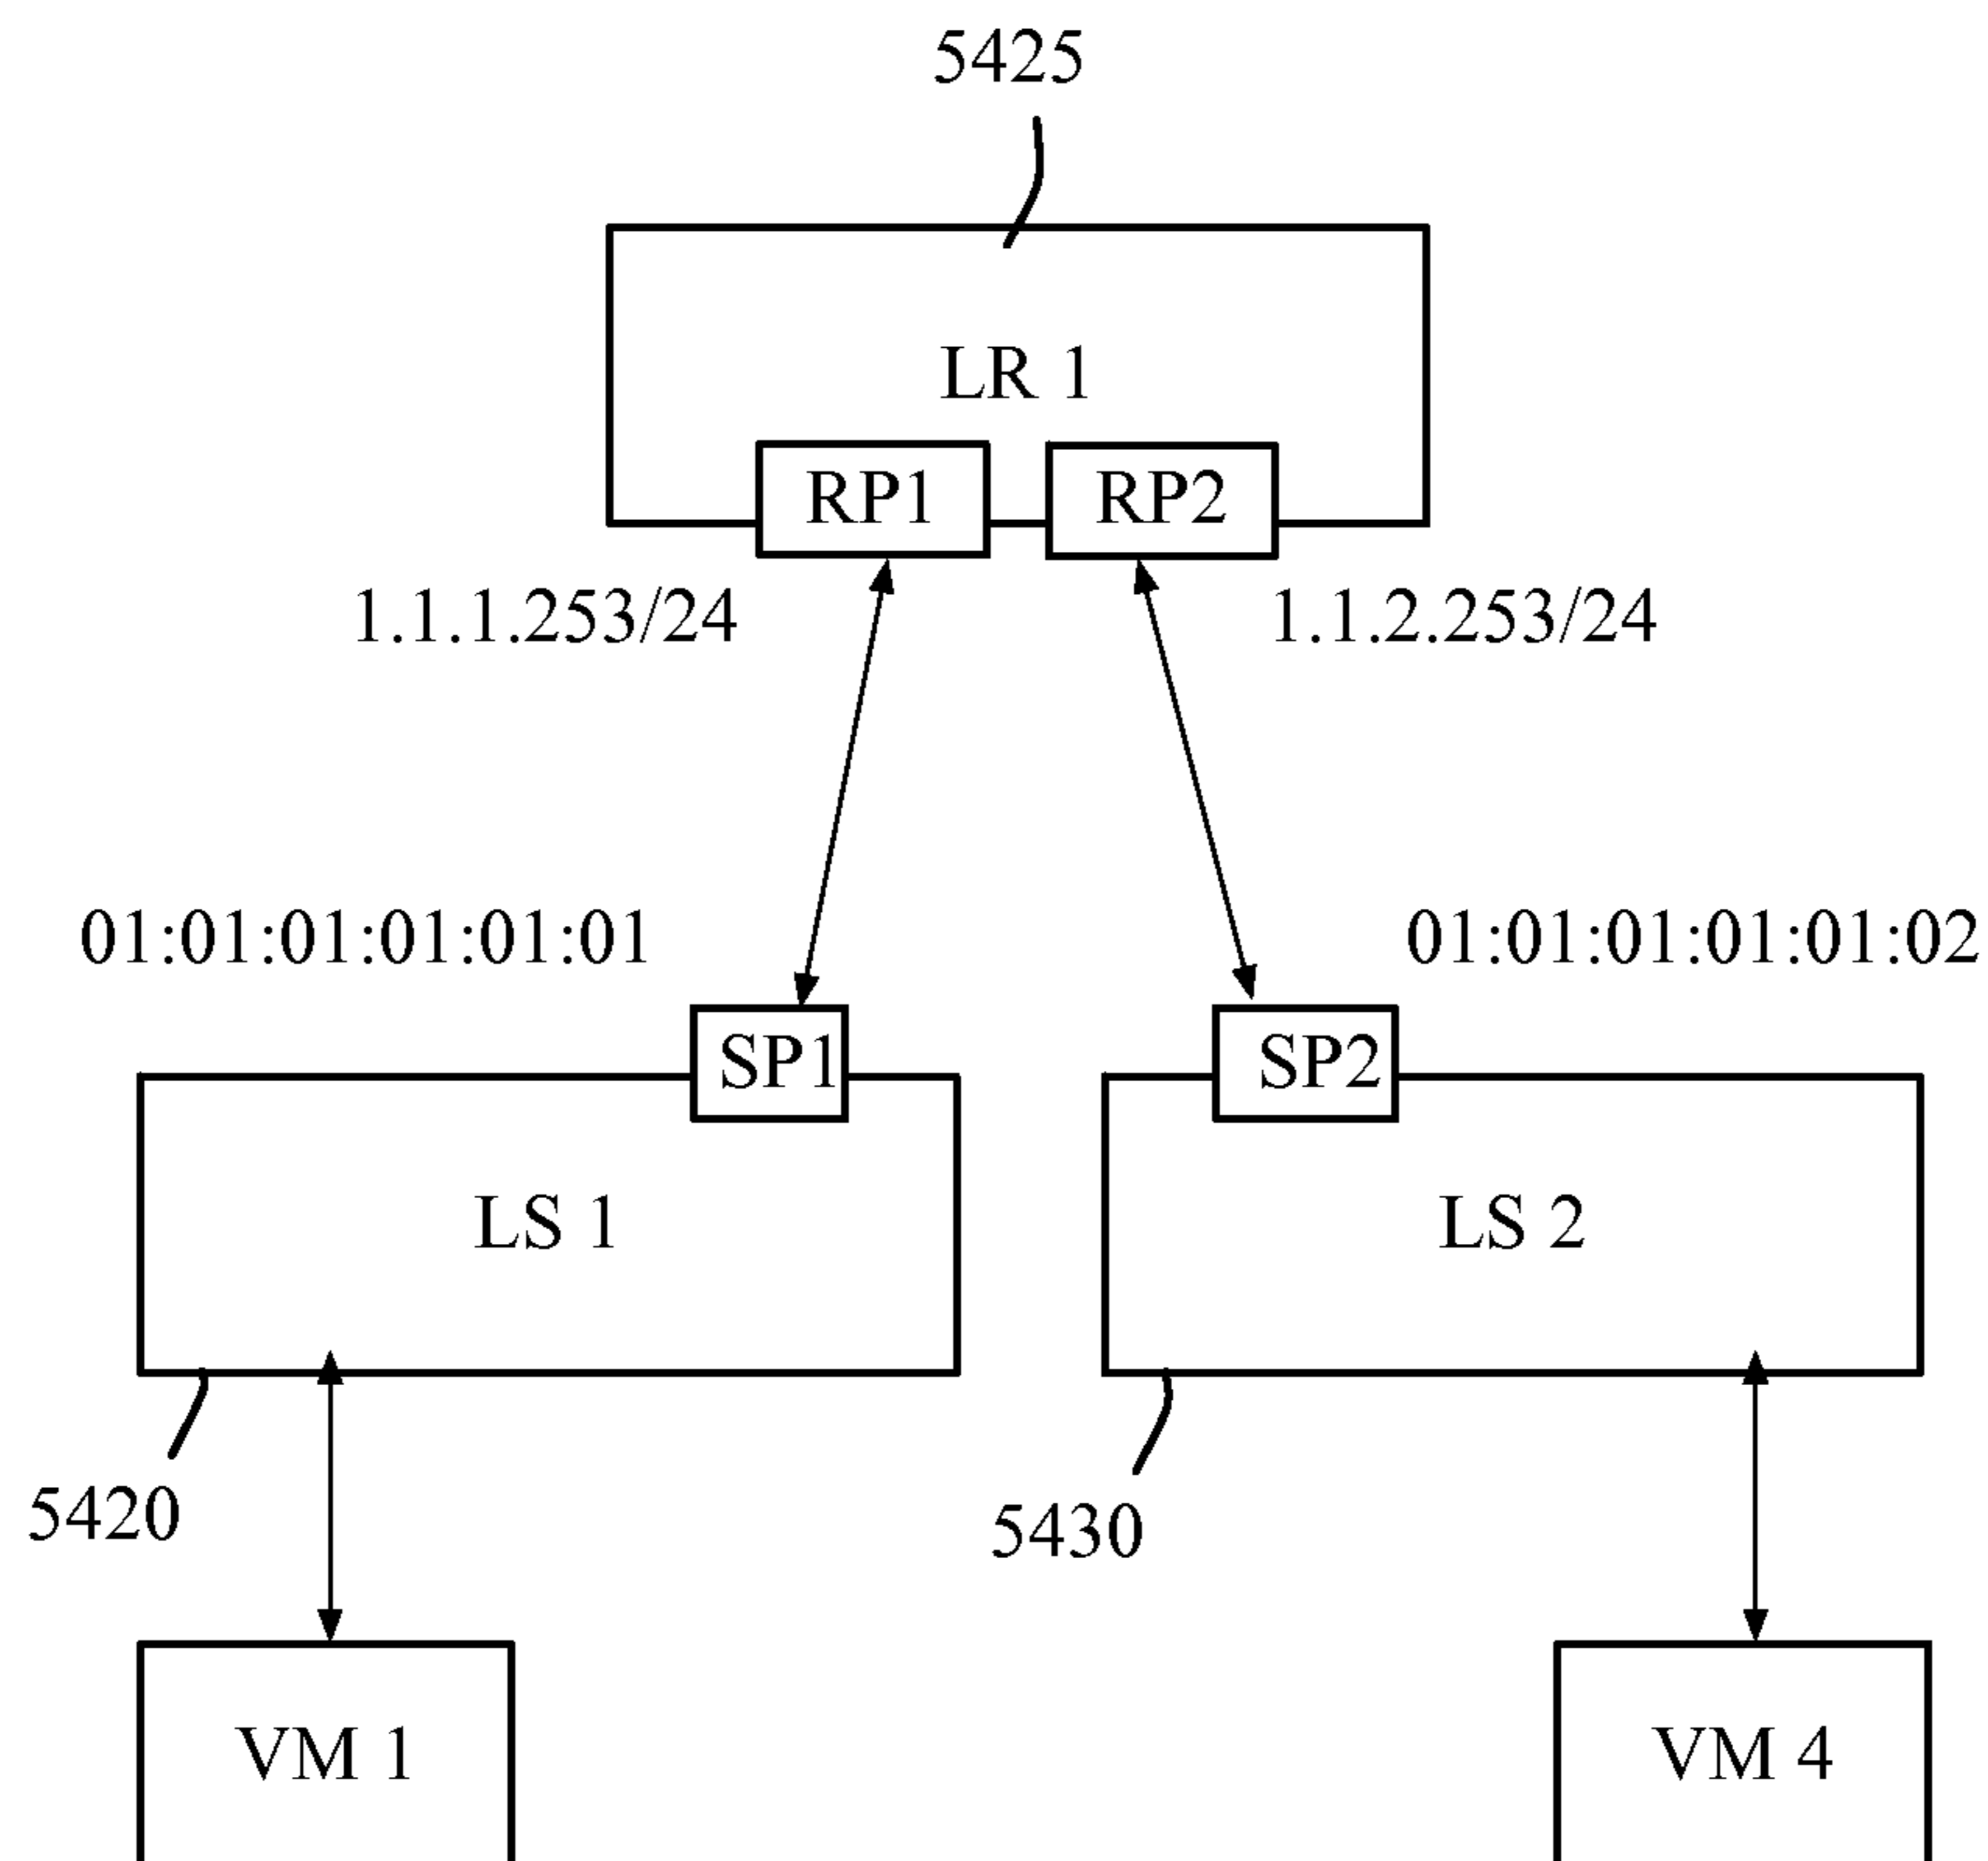 5425
LR 1
RP1 RP2
1.1.1.253/24 1.1.2.253/24
01:01:01:01:01:01 01:01:01:01:01:02
SP1 SP2
LS 1 LS 2
5420 5430
VM 1 VM 4